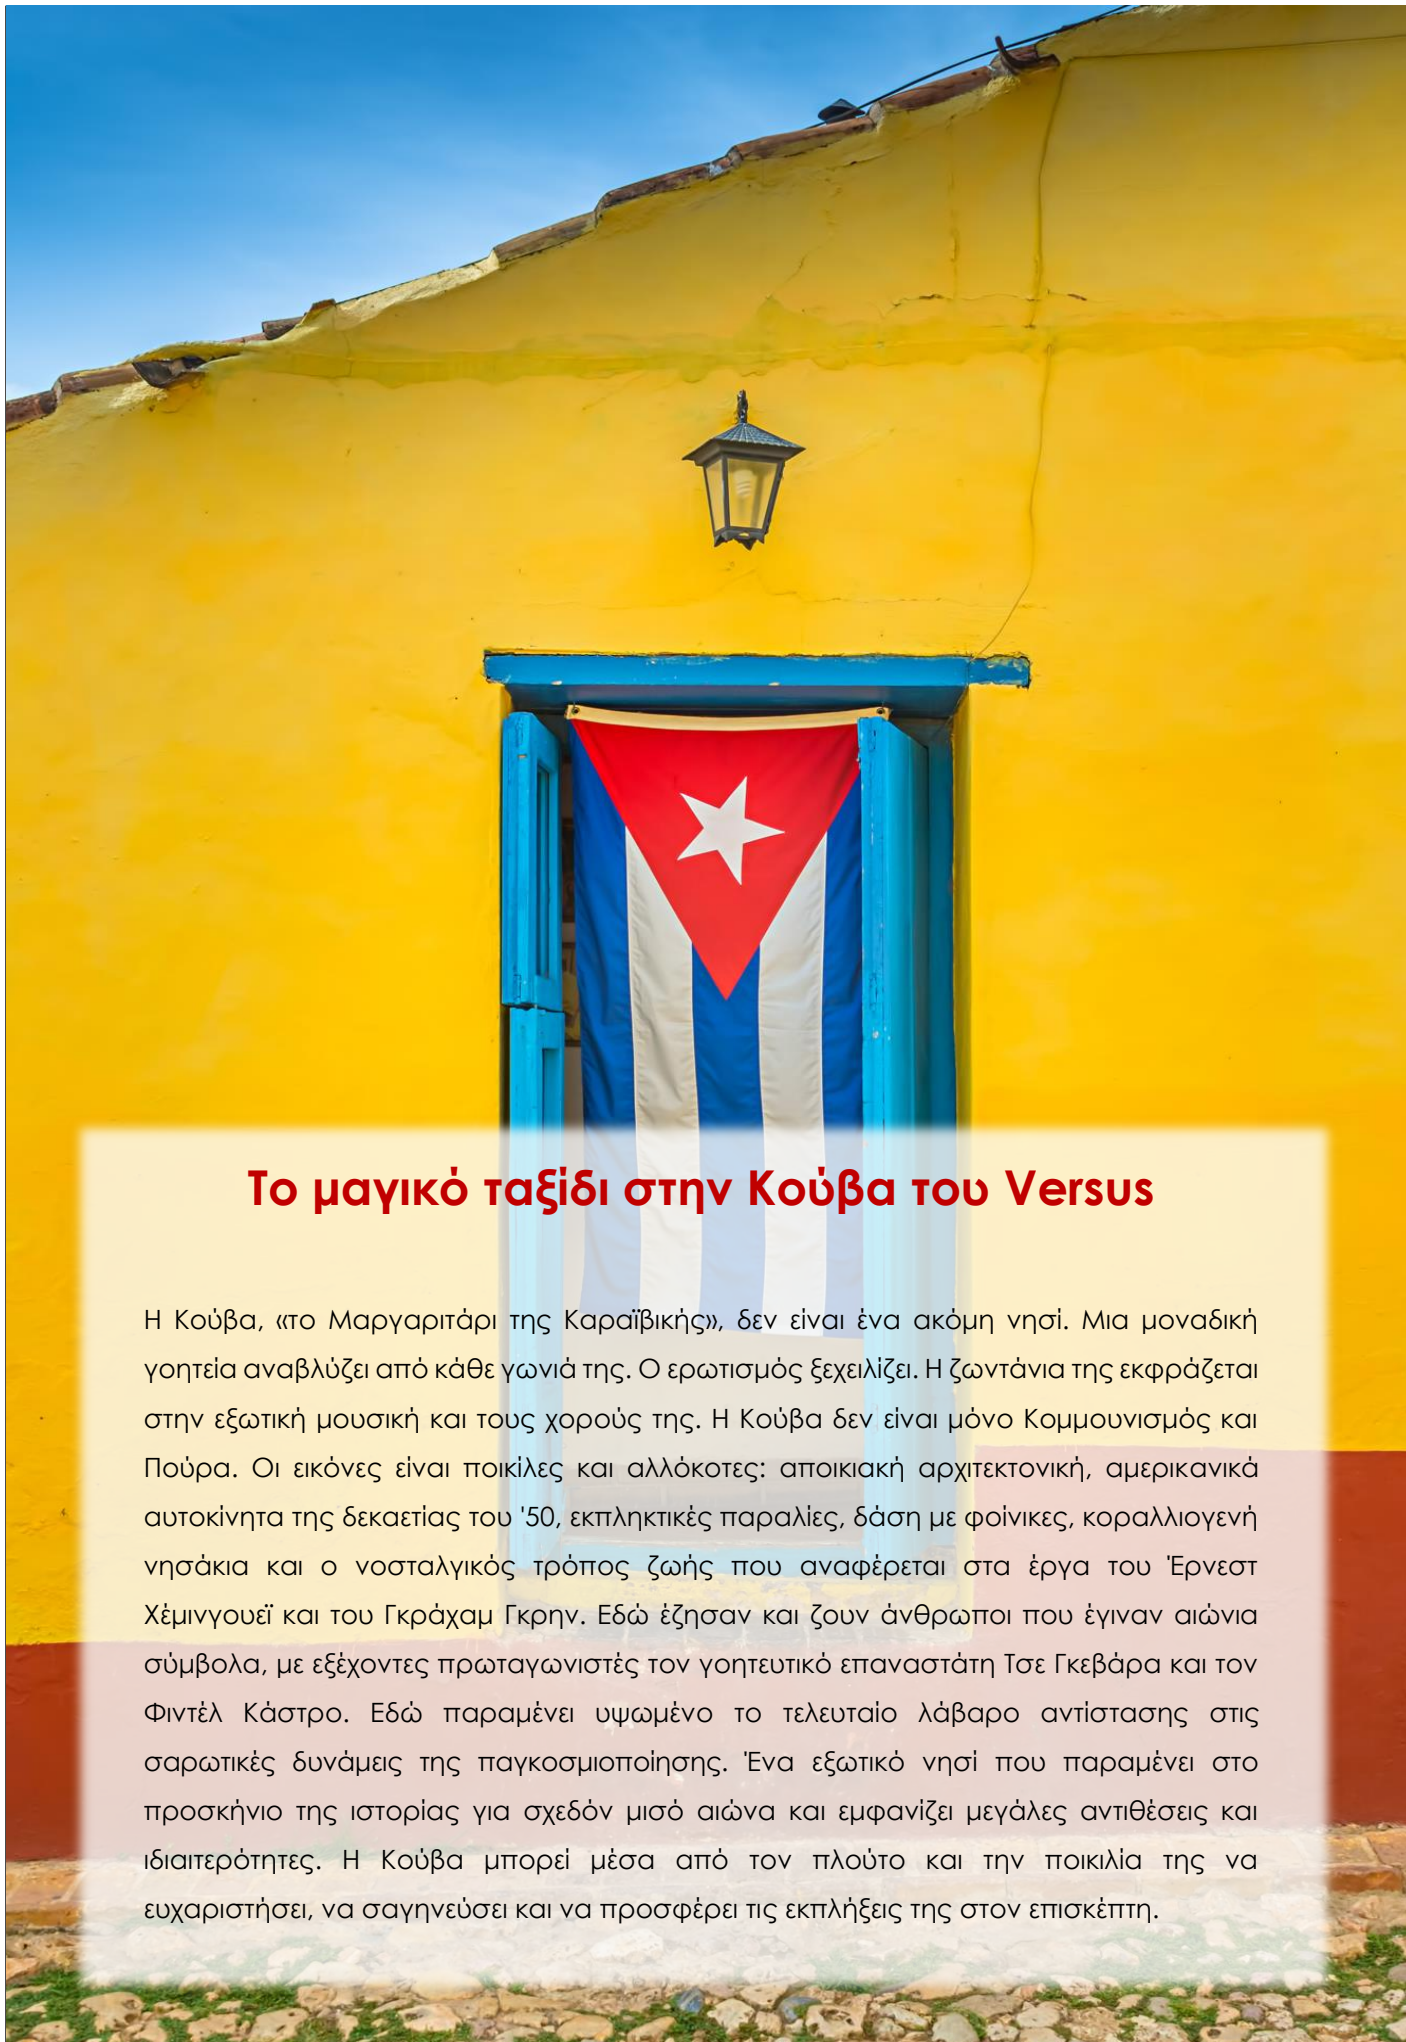 Το μαγικό ταξίδι στην Κούβα του Versus
Η Κούβα, «το Μαργαριτάρι της Καραϊβικής», δεν είναι ένα ακόμη νησί. Μια μοναδική
γοητεία αναβλύζει από κάθε γωνιά της. Ο ερωτισμός ξεχειλίζει. Η ζωντάνια της εκφράζεται
στην εξωτική μουσική και τους χορούς της. Η Κούβα δεν είναι μόνο Κομμουνισμός και
Πούρα. Οι εικόνες είναι ποικίλες και αλλόκοτες: αποικιακή αρχιτεκτονική, αμερικανικά
αυτοκίνητα της δεκαετίας του '50, εκπληκτικές παραλίες, δάση με φοίνικες, κοραλλιογενή
νησάκια και ο νοσταλγικός τρόπος ζωής που αναφέρεται στα έργα του Έρνεστ
Χέμινγουεϊ και του Γκράχαμ Γκρην. Εδώ έζησαν και ζουν άνθρωποι που έγιναν αιώνια
σύμβολα, με εξέχοντες πρωταγωνιστές τον γοητευτικό επαναστάτη Τσε Γκεβάρα και τον
Φιντέλ Κάστρο. Εδώ παραμένει υψωμένο το τελευταίο λάβαρο αντίστασης στις
σαρωτικές δυνάμεις της παγκοσμιοποίησης. Ένα εξωτικό νησί που παραμένει στο
προσκήνιο της ιστορίας για σχεδόν μισό αιώνα και εμφανίζει μεγάλες αντιθέσεις και
ιδιαιτερότητες. Η Κούβα μπορεί μέσα από τον πλούτο και την ποικιλία της να
ευχαριστήσει, να σαγηνεύσει και να προσφέρει τις εκπλήξεις της στον επισκέπτη.